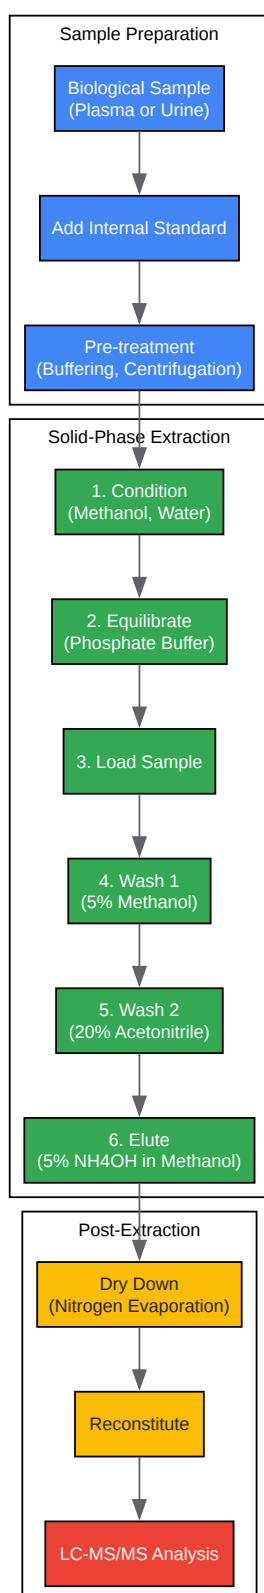 Sample Preparation
Biological Sample
(Plasma or Urine)
Add Internal Standard
Pre-treatment
(Buffering, Centrifugation)
Solid-Phase Extraction
1. Condition
(Methanol, Water)
2. Equilibrate
(Phosphate Buffer)
3. Load Sample
4. Wash 1
(5% Methanol)
5. Wash 2
(20% Acetonitrile)
6. Elute
(5% NH4OH in Methanol)
Post-Extraction
Dry Down
(Nitrogen Evaporation)
Reconstitute
LC-MS/MS Analysis